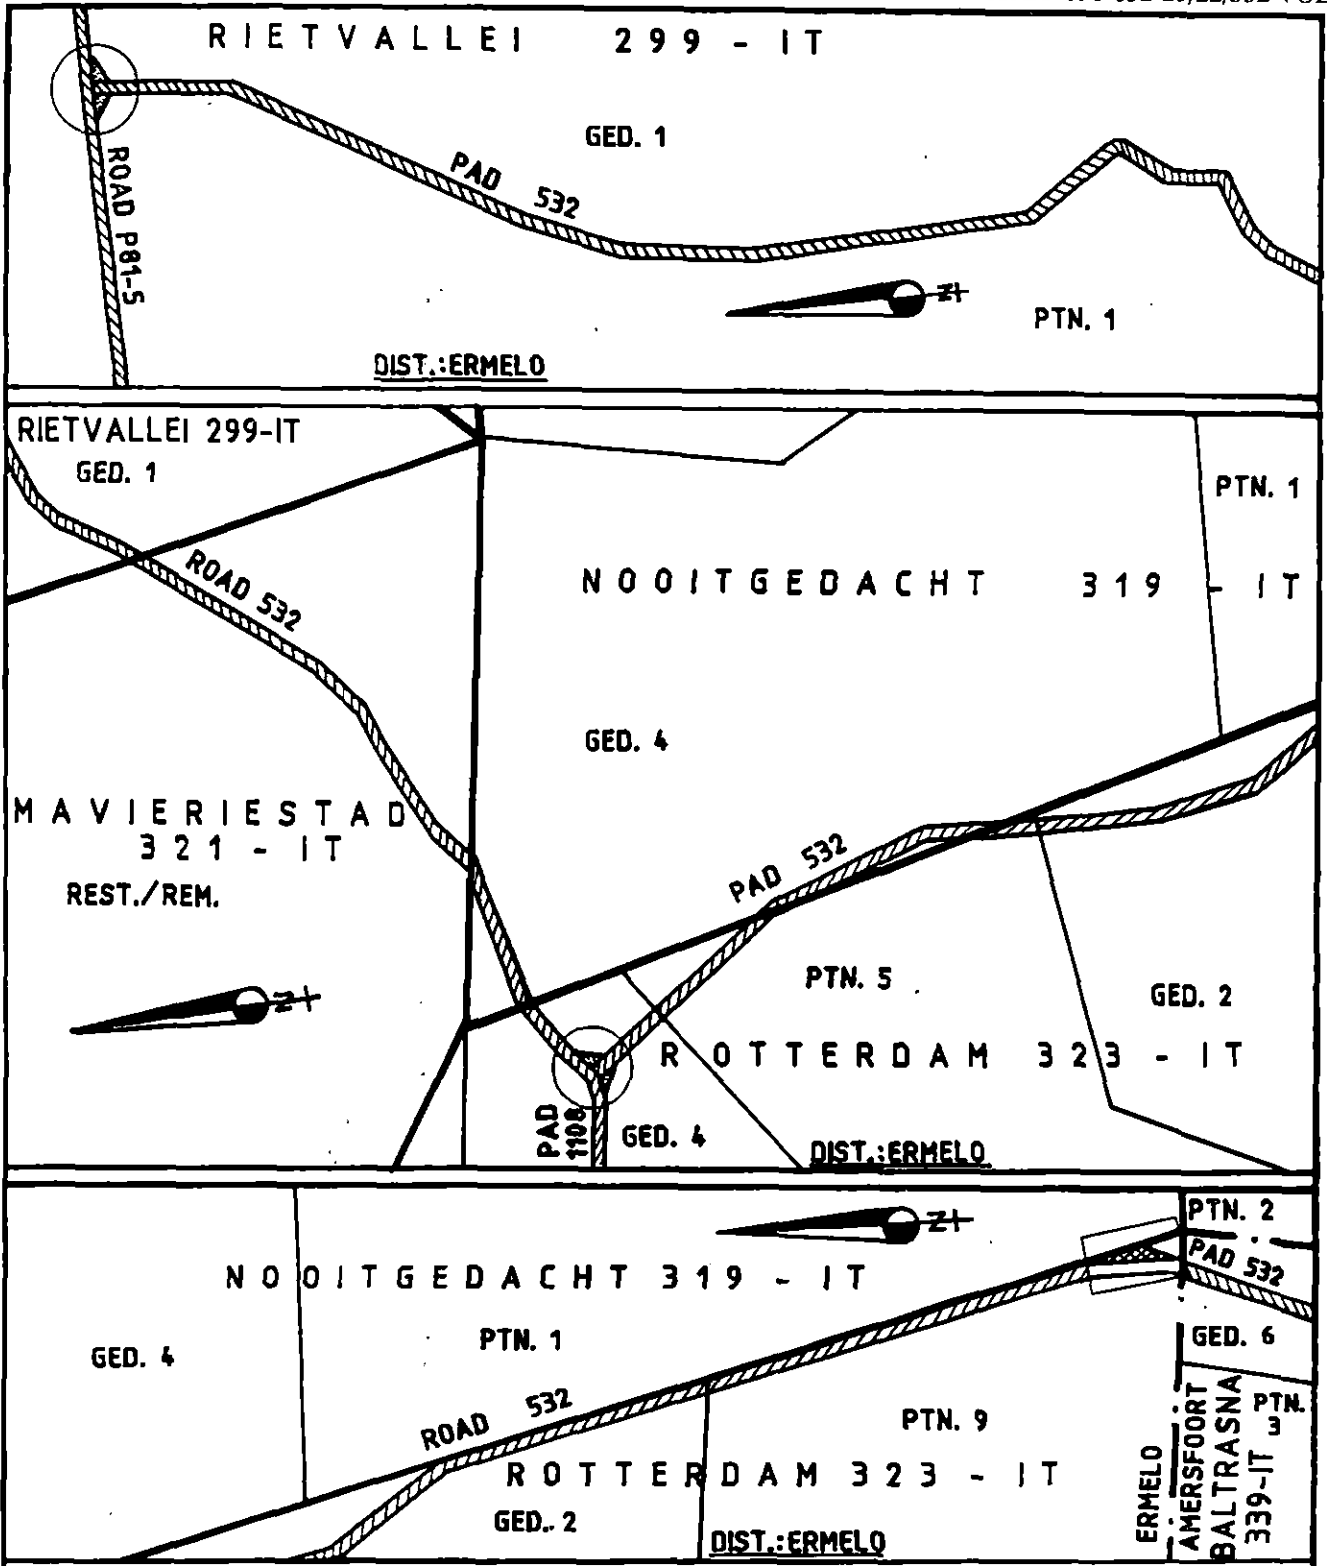 RIETVALLEI 299 - IT
GED. 1
PAD 532
ROAD P81-S
PTN. 1
DIST.:ERMELO
RIETVALLEI 299-IT
GED. 1
PTN. 1
ROAD 532
NOOITGEDACHT 319 - IT
GED. 4
MAVIERIESTAD
321 - IT
REST./REM.
PAD 532
PTN. 5
GED. 2
ROTTERDAM 323 - IT
PAD
1108
GED. 4
DIST.:ERMELO
PTN. 2
PAD 532
NOOITGEDACHT 319 - IT
GED. 4
PTN. 1
GED. 6
ROAD 532
PTN. 9
PTN.
3
ROTTERDAM 323 - IT
GED. 2
DIST.:ERMELO
ERMELO
AMERSFOORT
BALTRASNA
339-IT